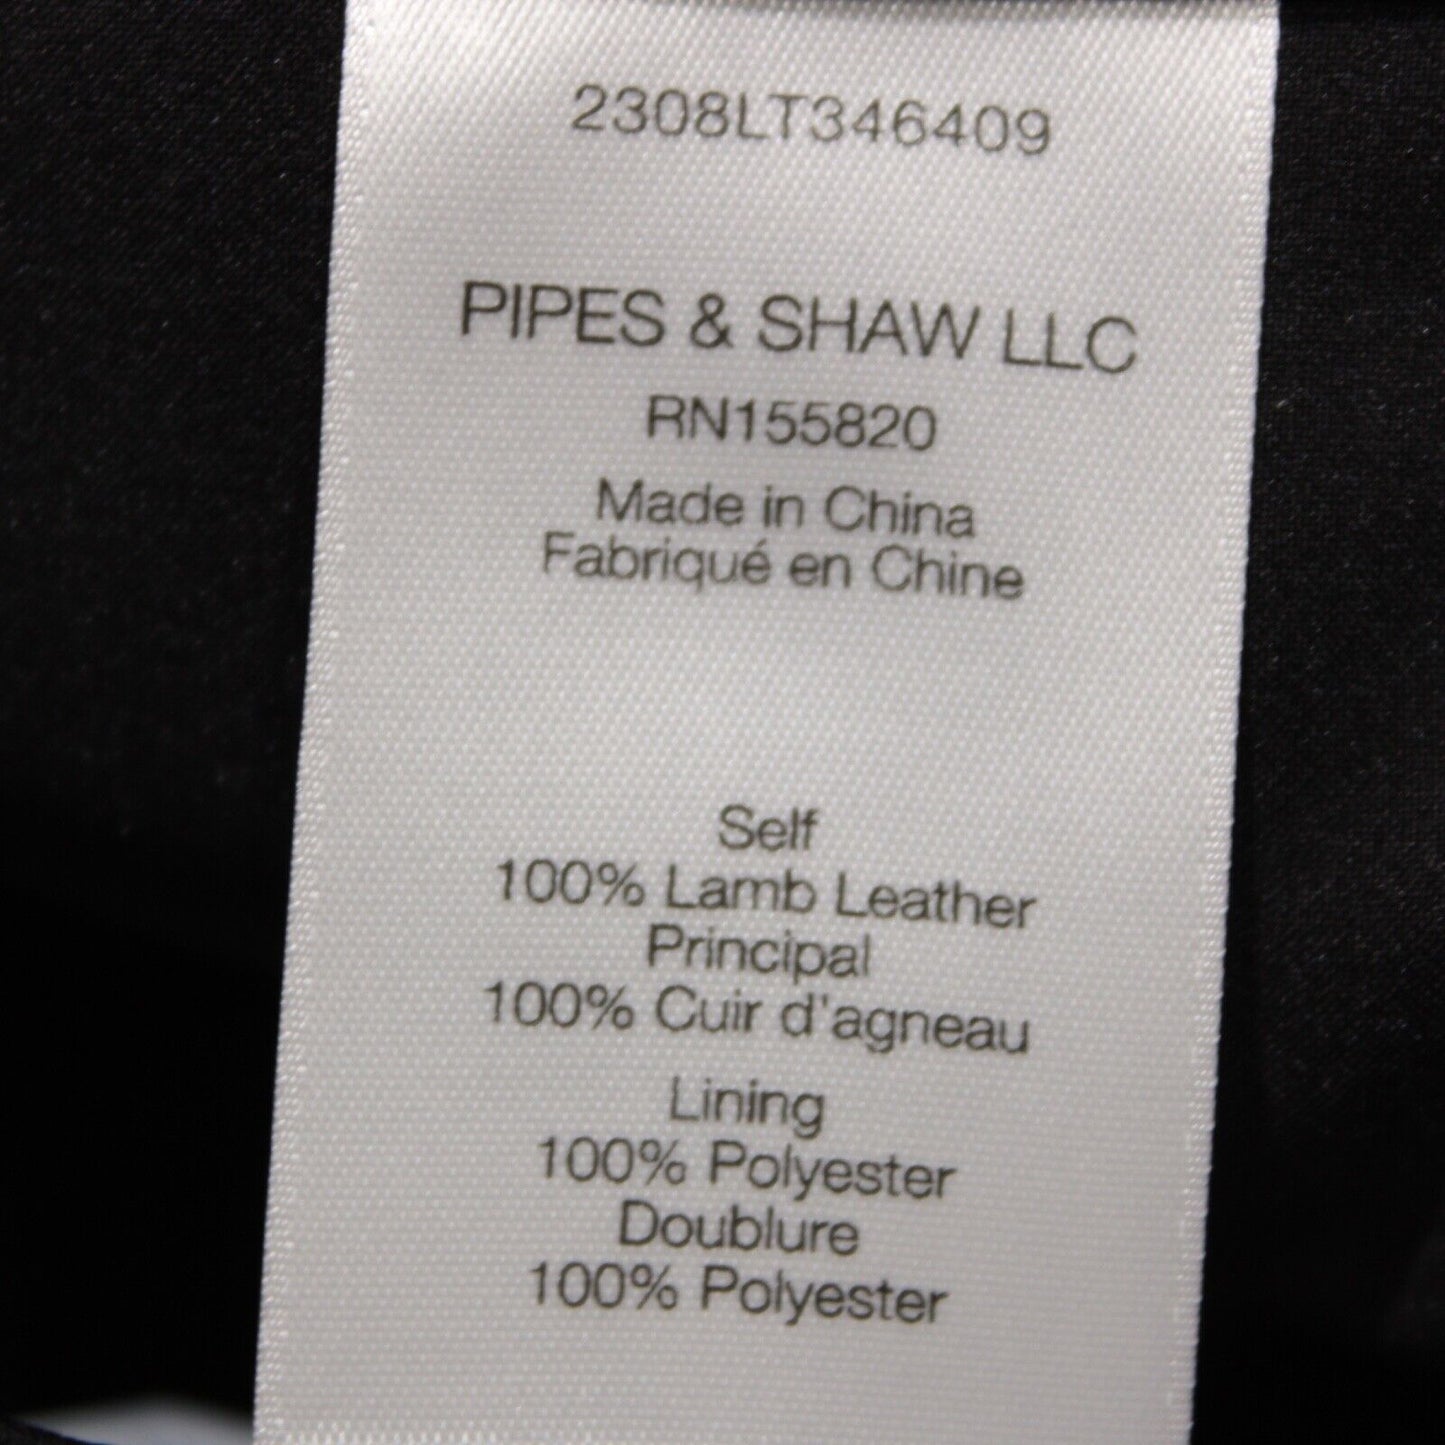 2308LT346409
PIPES & SHAW LLC
RN155820
Made in China
Fabriqué en Chine
Self
100% Lamb Leather
Principal
100% Cuir d'agneau
Lining
100% Polyester
Doublure
100% Polyester